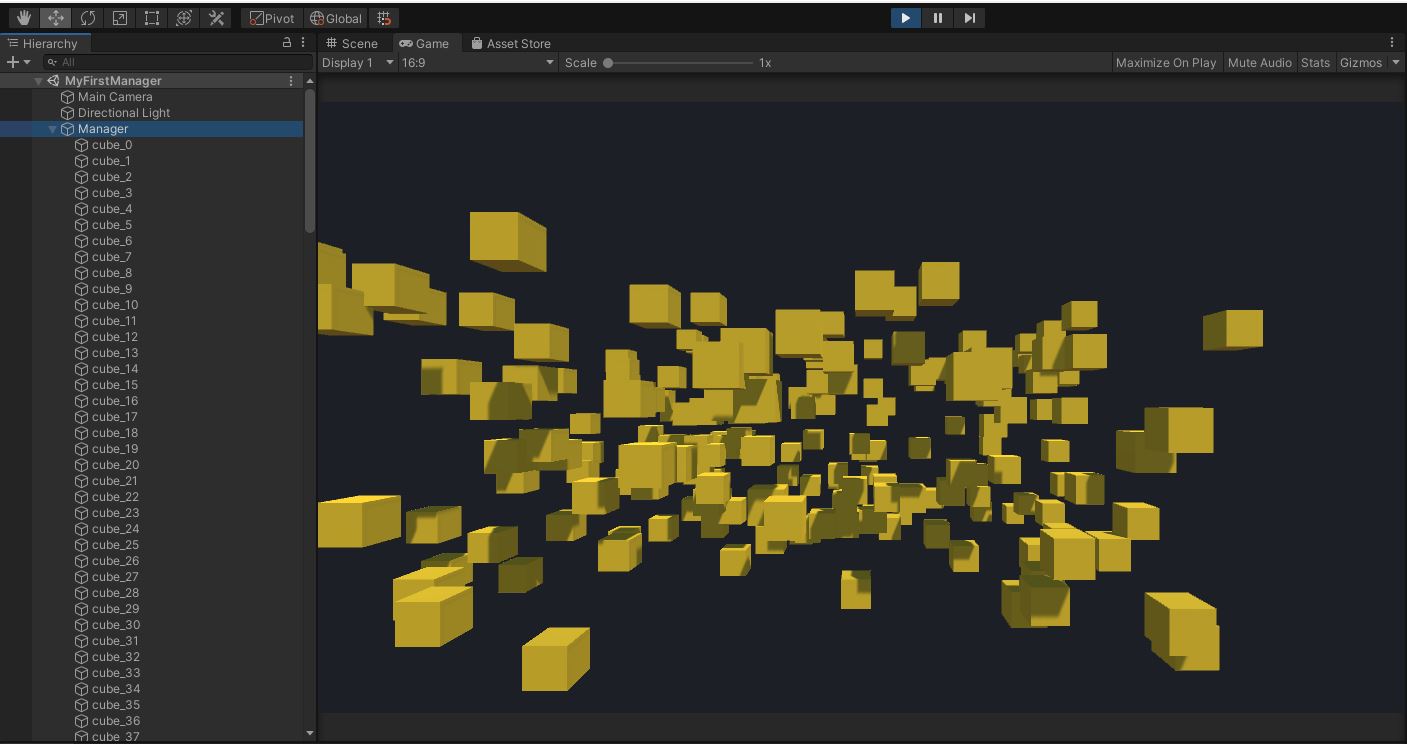 Pivot Global
Hierarchy
Scene Game Asset Store
All
Display 1 16:9 Scale 1x Maximize On Play Mute Audio Stats Gizmos
MyFirstManager
Main Camera
Directional Light
Manager
cube_0
cube_1
cube_2
cube_3
cube_4
cube_5
cube_6
cube_7
cube_8
cube_9
cube_10
cube_11
cube_12
cube_13
cube_14
cube_15
cube_16
cube_17
cube_18
cube_19
cube_20
cube_21
cube_22
cube_23
cube_24
cube_25
cube_26
cube_27
cube_28
cube_29
cube_30
cube_31
cube_32
cube_33
cube_34
cube_35
cube_36
cube_37